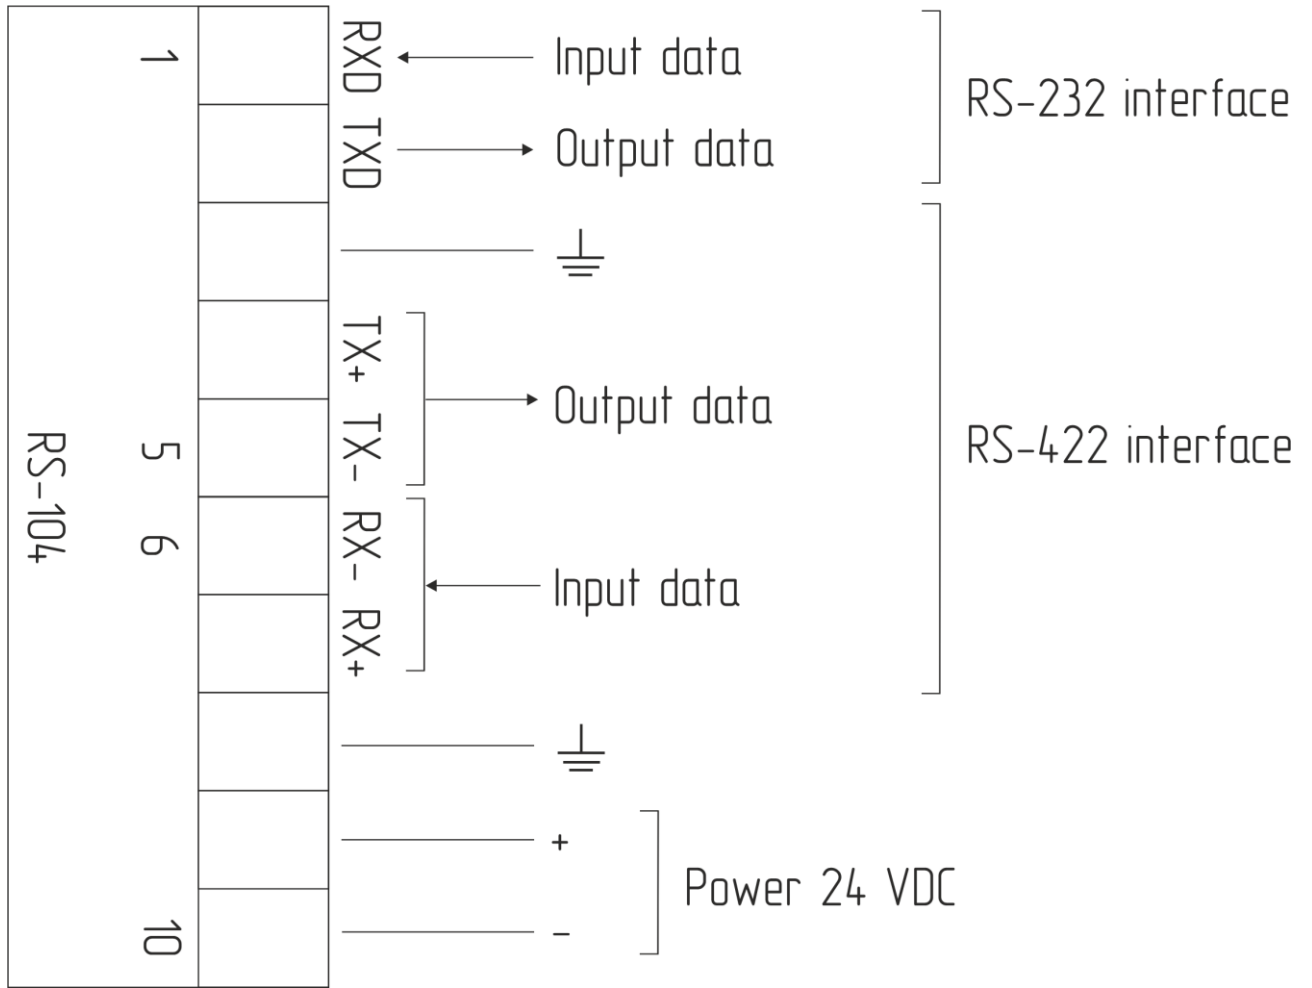 1
RXD
Input data
RS-232 interface
TXD
Output data
TX+
TX-
Output data
RS-422 interface
RS-104
5
6
RX-
RX+
Input data
+
-
Power 24 VDC
10